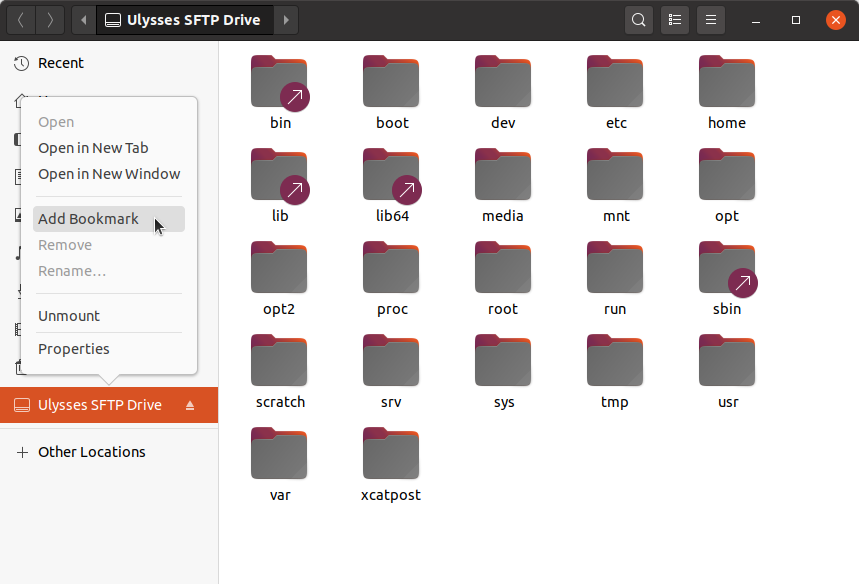 Ulysses SFTP Drive
Recent
Open
Open in New Tab
Open in New Window
Add Bookmark
Remove
Rename…
Unmount
Properties
Ulysses SFTP Drive
Other Locations
bin boot dev etc home
lib lib64 media mnt opt
opt2 proc root run sbin
scratch srv sys tmp usr
var xcatpost